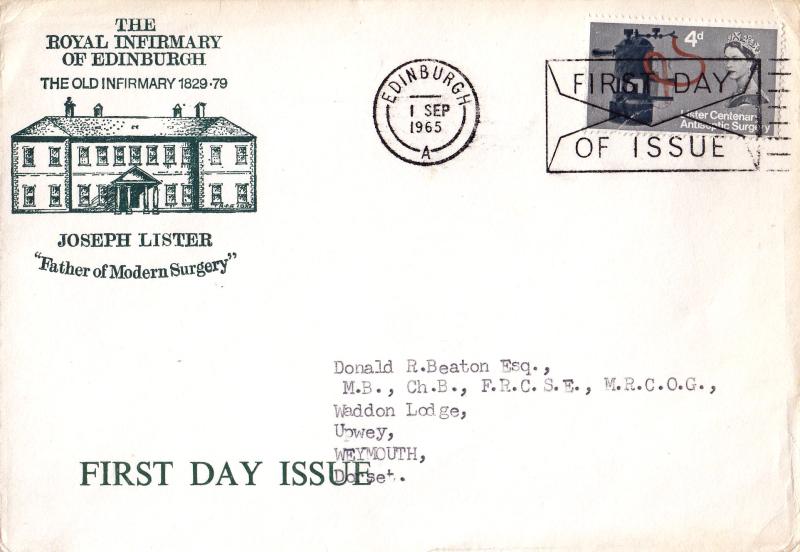 THE
ROYAL INFIRMARY
OF EDINBURGH
THE OLD INFIRMARY 1829·79
JOSEPH LISTER
"Father of Modern Surgery"
EDINBURGH
1 SEP
1965
A
4d
FIRST DAY
OF ISSUE
Lister Centenary
Antiseptic Surgery
Donald R.Beaton Esq.,
M.B., Ch.B., F.R.C.S.E., M.R.C.O.G.,
Waddon Lodge,
Upwey,
WEYMOUTH,
Dorset.
FIRST DAY ISSUE